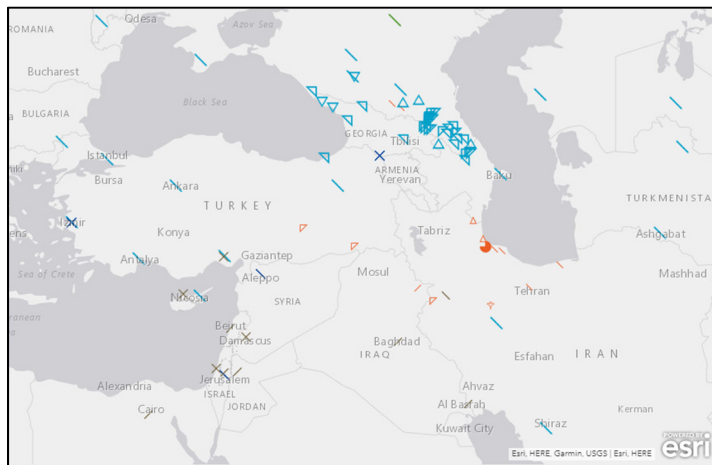 ROMANIA
Odesa
Azov Sea
Bucharest
Black Sea
BULGARIA
GEORGIA
Tbilisi
Istanbul
ARMENIA
Yerevan
Baku
Bursa
Ankara
TURKMENISTA
TURKEY
Izmir
Konya
Tabriz
Ashgabat
ens
Antalya
Gaziantep
Sea of Crete
Aleppo
Mosul
Mashhad
Nicosia
SYRIA
Tehran
rranean
Beirut
Damascus
Baghdad
IRAQ
Esfahan
IRAN
Jerusalem
Alexandria
ISRAEL
JORDAN
Ahvaz
Kerman
Cairo
Al Basrah
Kuwait City
Shiraz
POWERED BY
esri
Esri, HERE, Garmin, USGS | Esri, HERE